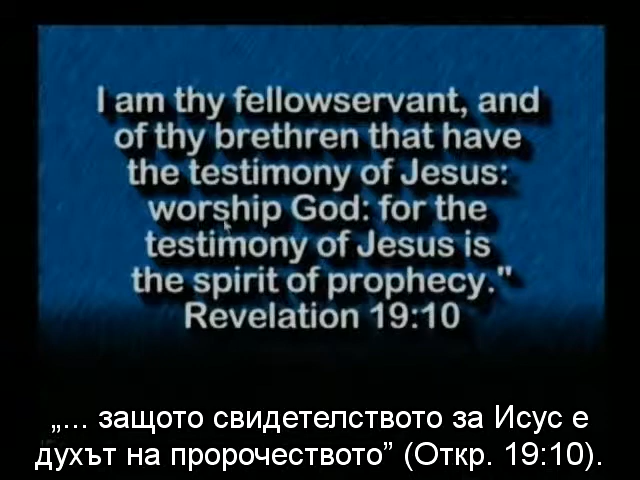 I am thy fellowservant, and
of thy brethren that have
the testimony of Jesus:
worship God: for the
testimony of Jesus is
the spirit of prophecy."
Revelation 19:10
„... защото свидетелството за Исус е
духът на пророчеството” (Откр. 19:10).